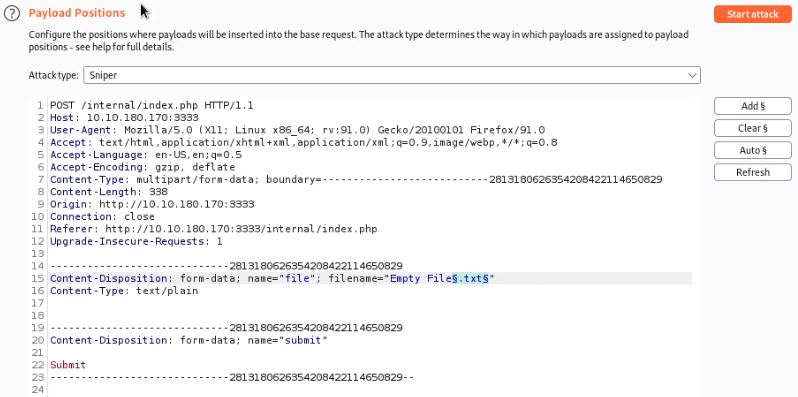 ? Payload Positions
Start attack
Configure the positions where payloads will be inserted into the base request. The attack type determines the way in which payloads are assigned to payload
positions - see help for full details.
Attack type: Sniper
Add §
Clear §
Auto §
Refresh
1 POST /internal/index.php HTTP/1.1
2 Host: 10.10.180.170:3333
3 User-Agent: Mozilla/5.0 (X11; Linux x86_64; rv:91.0) Gecko/20100101 Firefox/91.0
4 Accept: text/html,application/xhtml+xml,application/xml;q=0.9,image/webp,*/*;q=0.8
5 Accept-Language: en-US,en;q=0.5
6 Accept-Encoding: gzip, deflate
7 Content-Type: multipart/form-data; boundary=---------------------------2813180626354208422114650829
8 Content-Length: 338
9 Origin: http://10.10.180.170:3333
10 Connection: close
11 Referer: http://10.10.180.170:3333/internal/index.php
12 Upgrade-Insecure-Requests: 1
13
14 -----------------------------2813180626354208422114650829
15 Content-Disposition: form-data; name="file"; filename="Empty File§.txt§"
16 Content-Type: text/plain
17
18
19 -----------------------------2813180626354208422114650829
20 Content-Disposition: form-data; name="submit"
21
22 Submit
23 -----------------------------2813180626354208422114650829--
24